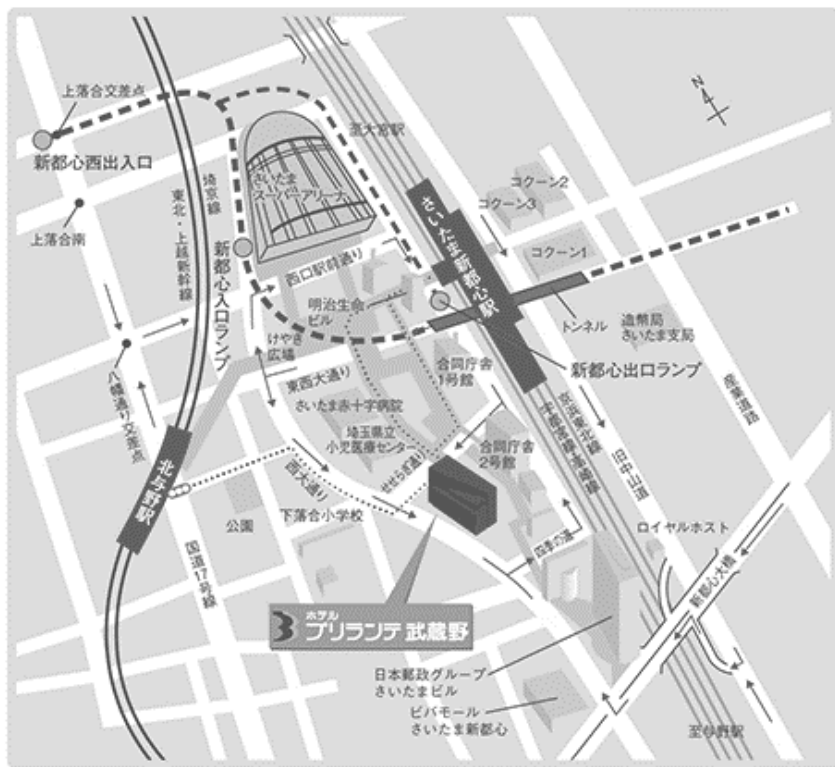 上落合交差点
新都心西出入口
上落合南
埼京線
東北・上越新幹線
さいたま
スーパーアリーナ
至大宮駅
N
コクーン2
コクーン3
コクーン1
さいたま新都心駅
新都心入口ランプ
西口駅前通り
明治生命
ビル
けやき
広場
トンネル
造幣局
さいたま支局
新都心出口ランプ
合同庁舎
1号館
東西大通り
さいたま赤十字病院
埼玉県立
小児医療センター
合同庁舎
2号館
せせらぎ通り
八幡通り交差点
北与野駅
西大通り
公園
下落合小学校
国道17号線
宇都宮線・高崎線
京浜東北線
旧中山道
産業道路
四季の道
ロイヤルホスト
新都心大橋
ホテル
ブリランテ 武蔵野
日本郵政グループ
さいたまビル
ビバモール
さいたま新都心
至与野駅